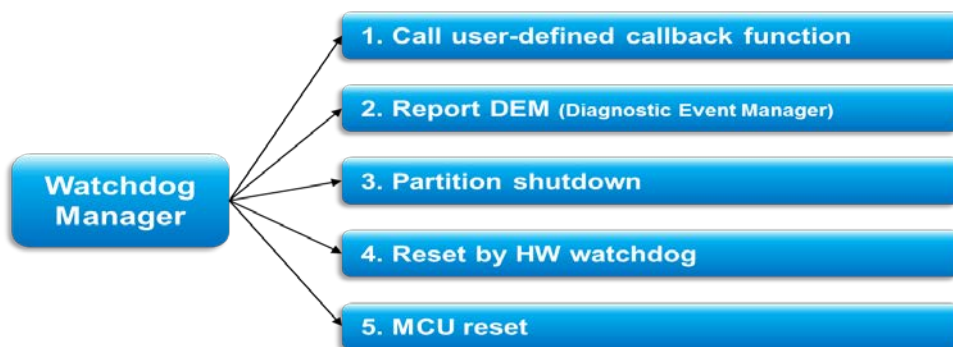 Watchdog
Manager
1. Call user-defined callback function
2. Report DEM (Diagnostic Event Manager)
3. Partition shutdown
4. Reset by HW watchdog
5. MCU reset